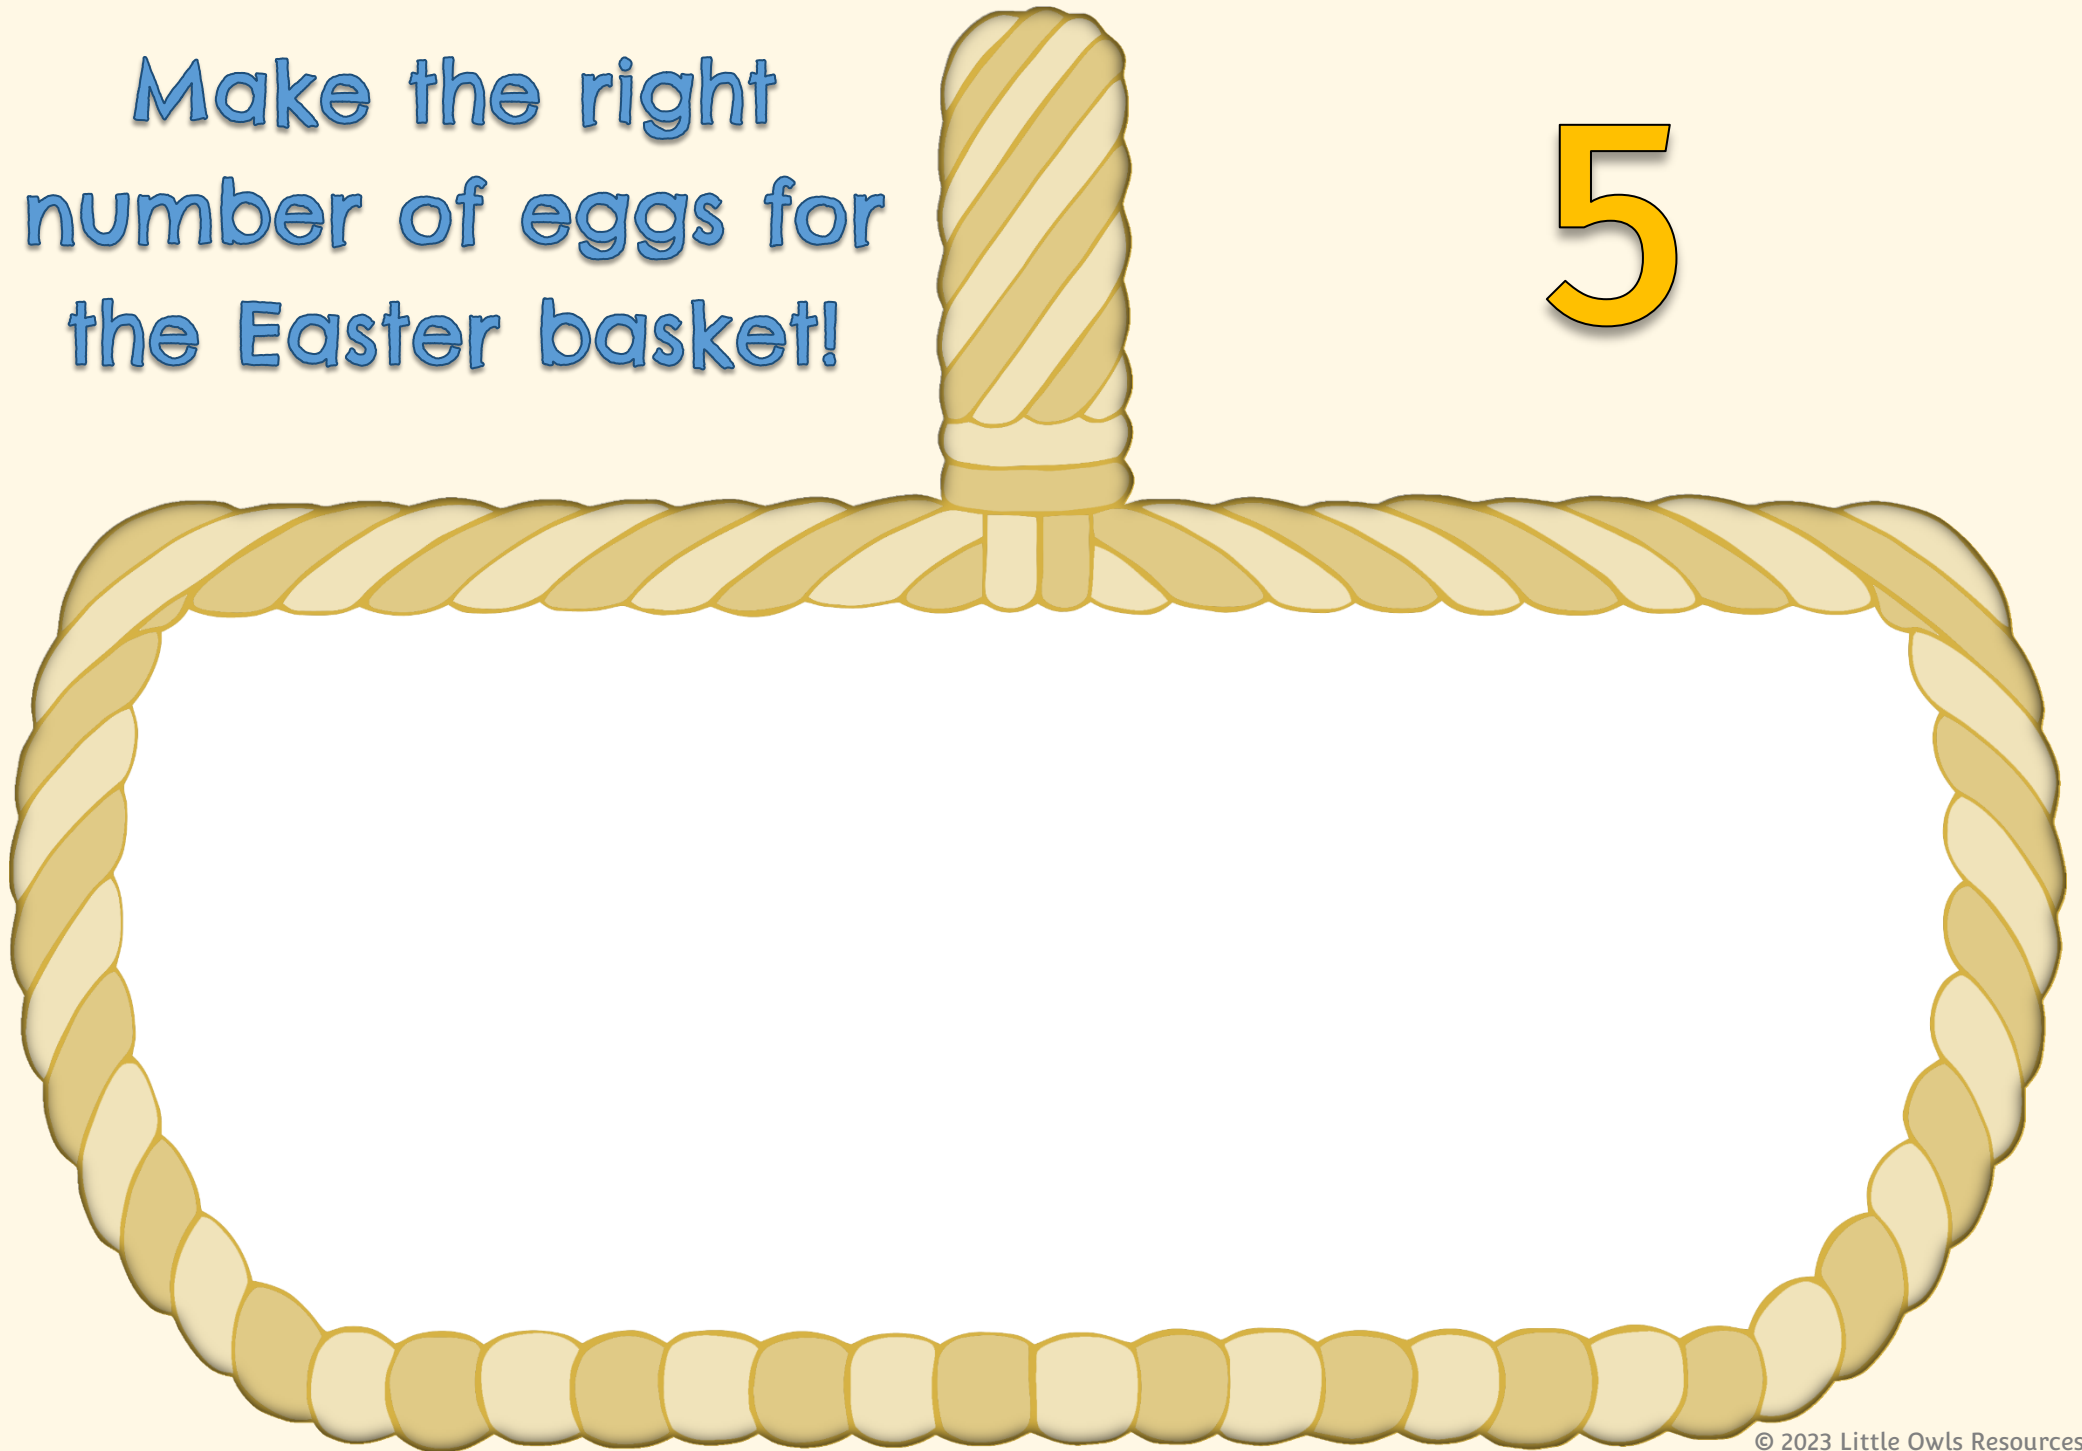 Make the right
number of eggs for
the Easter basket!
5
© 2023 Little Owls Resources